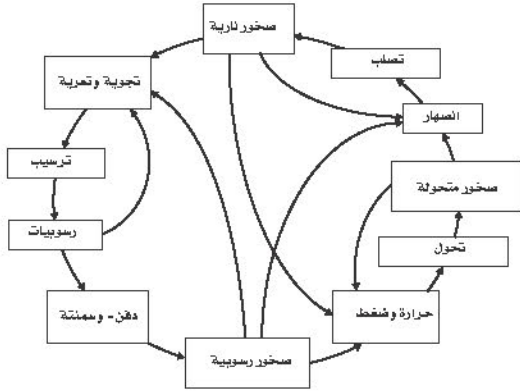 صخور نارية
تصلب
تجوية وتعرية
انصهار
ترسيب
صخور متحولة
رسوبيات
تحول
دفن - وسمنتة
حرارة وضغط
صخور رسوبية